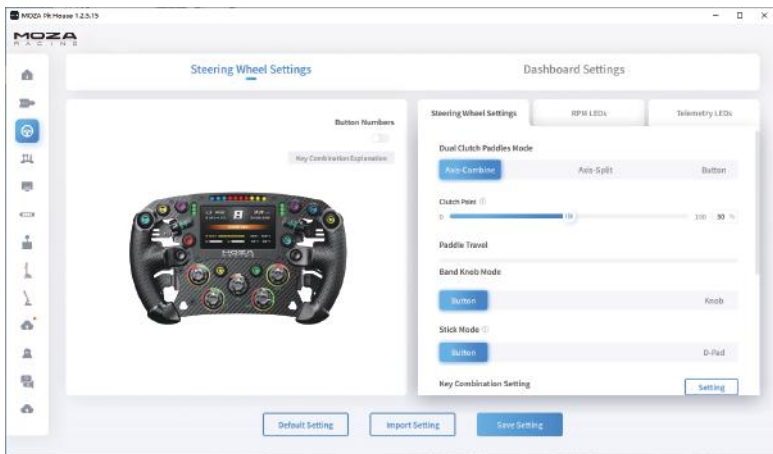 MOZA Pit House 1.2.5.15
MOZA
RACING
Steering Wheel Settings
Dashboard Settings
Button Numbers
Key Combination Explanation
MOZA
Steering Wheel Settings
RPM LEDs
Telemetry LEDs
Dual Clutch Paddles Mode
Axis-Combine
Axis-Split
Button
Clutch Point
0
100
50 %
Paddle Travel
Band Knob Mode
Button
Knob
Stick Mode
Button
D-Pad
Key Combination Setting
Setting
Default Setting
Import Setting
Save Setting